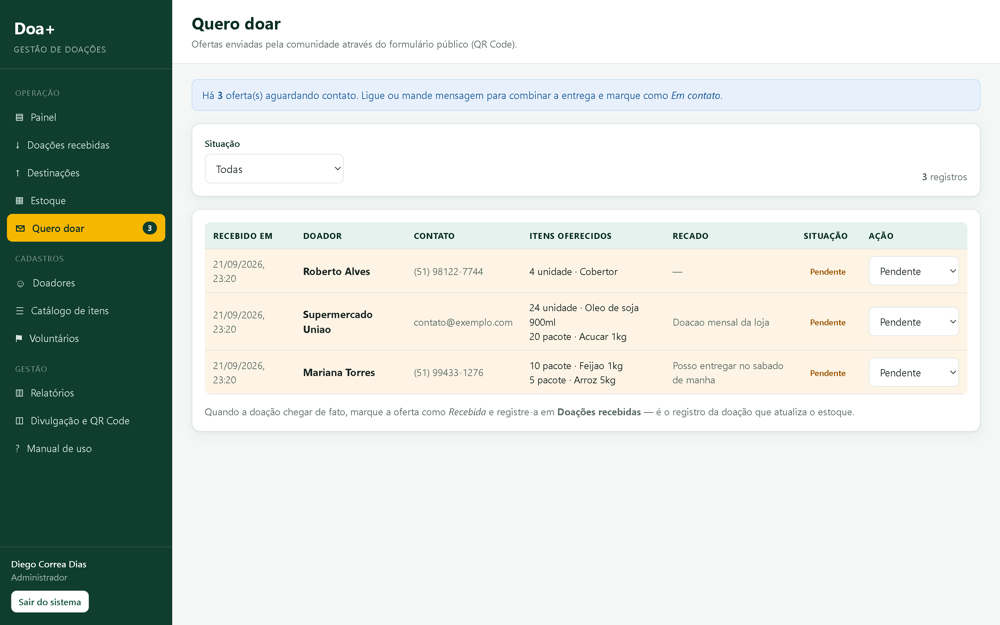 Doa+
GESTÃO DE DOAÇÕES
OPERAÇÃO
Painel
↓ Doações recebidas
↑ Destinações
Estoque
Quero doar 3
CADASTROS
Doadores
Catálogo de itens
Voluntários
GESTÃO
Relatórios
Divulgação e QR Code
? Manual de uso
Diego Correa Dias
Administrador
Sair do sistema
Quero doar
Ofertas enviadas pela comunidade através do formulário público (QR Code).
Há 3 oferta(s) aguardando contato. Ligue ou mande mensagem para combinar a entrega e marque como Em contato.
Situação
Todas
3 registros
RECEBIDO EM DOADOR CONTATO ITENS OFERECIDOS RECADO SITUAÇÃO AÇÃO
21/09/2026,
23:20
Roberto Alves
(51) 98122-7744
4 unidade · Cobertor
—
Pendente
Pendente
21/09/2026,
23:20
Supermercado
Uniao
contato@exemplo.com
24 unidade · Oleo de soja
900ml
20 pacote · Acucar 1kg
Doacao mensal da loja
Pendente
Pendente
21/09/2026,
23:20
Mariana Torres
(51) 99433-1276
10 pacote · Feijao 1kg
5 pacote · Arroz 5kg
Posso entregar no sabado
de manha
Pendente
Pendente
Quando a doação chegar de fato, marque a oferta como Recebida e registre-a em Doações recebidas — é o registro da doação que atualiza o estoque.